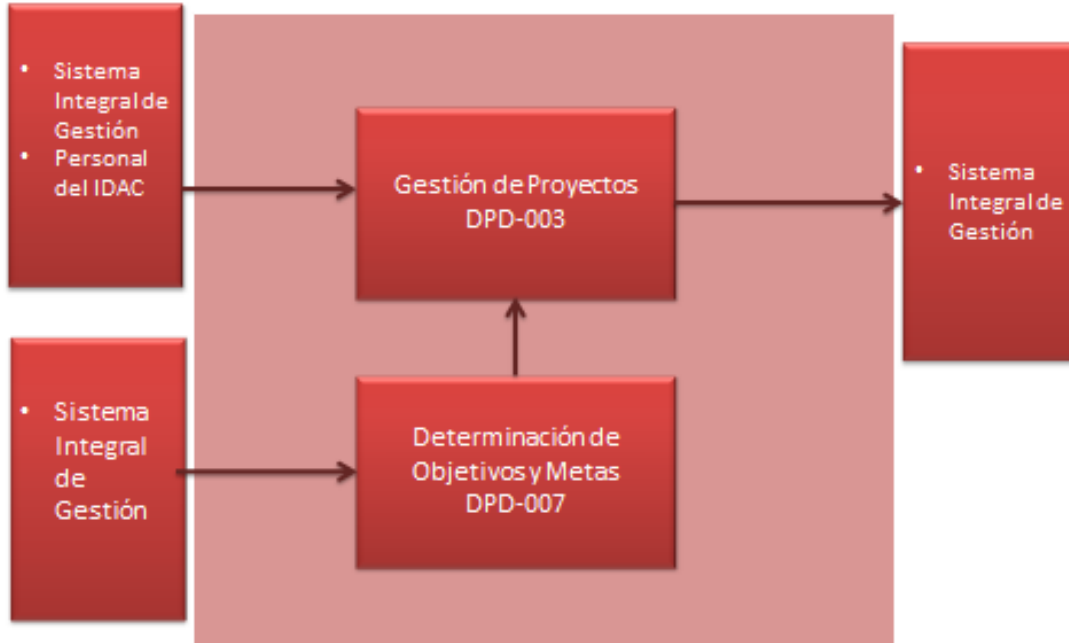 • Sistema
Integral de
Gestión
• Personal
del IDAC
Gestión de Proyectos
DPD-003
• Sistema
Integral de
Gestión
• Sistema
Integral
de
Gestión
Determinación de
Objetivos y Metas
DPD-007